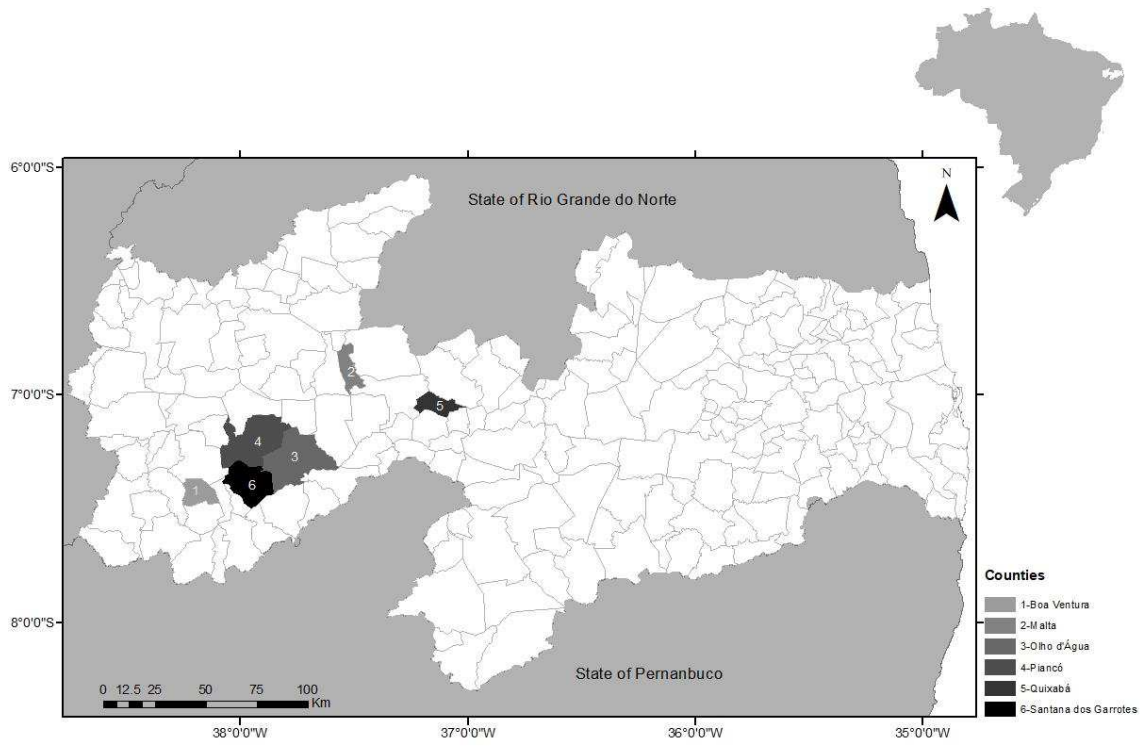 6°0'0"S
State of Rio Grande do Norte
N
7°0'0"S
2
5
4
3
6
1
8°0'0"S
State of Pernanbuco
0 12.5 25 50 75 100
Km
38°0'0"W 37°0'0"W 36°0'0"W 35°0'0"W
Counties
1-Boa Ventura
2-Malta
3-Olho d'Água
4-Piancó
5-Quixabá
6-Santana dos Garrotes